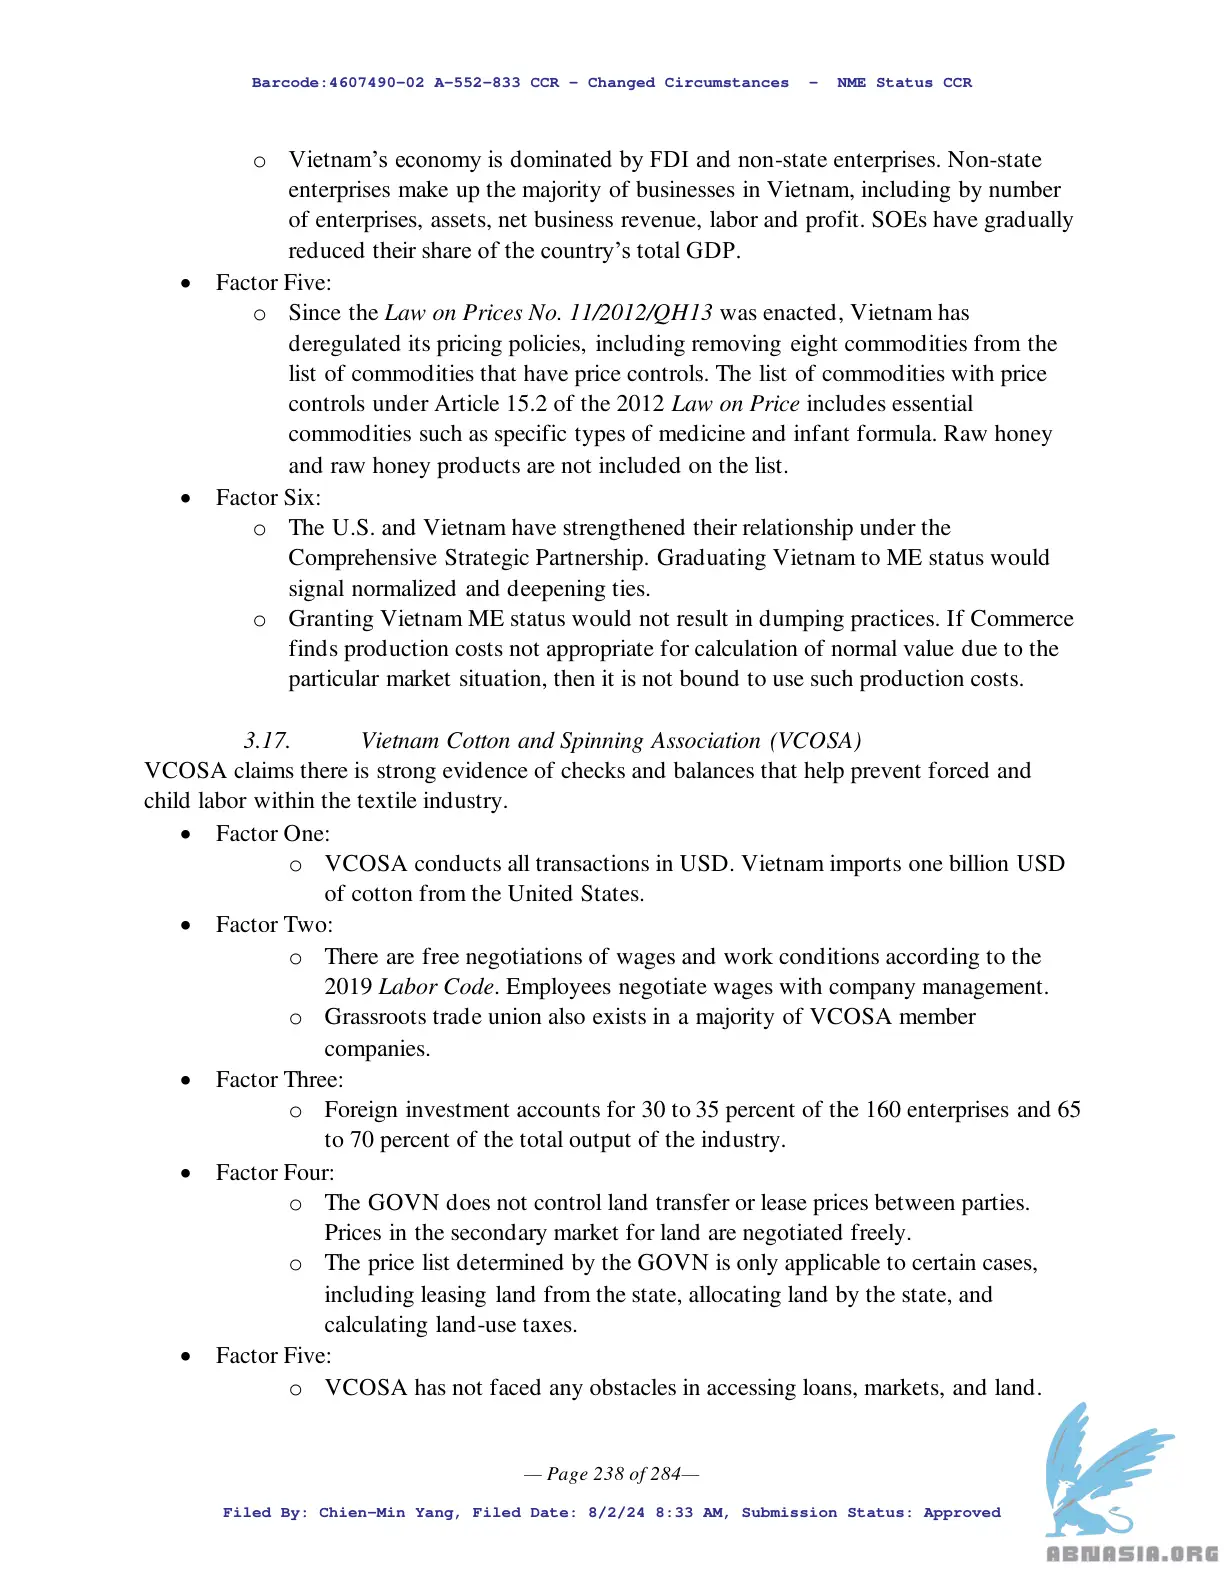 Barcode:4607490-02 A-552-833 CCR - Changed Circumstances  -  NME Status CCR
o Vietnam's economy is dominated by FDI and non-state enterprises. Non-state
enterprises make up the majority of businesses in Vietnam, including by number
of enterprises, assets, net business revenue, labor and profit. SOEs have gradually
reduced their share of the country's total GDP.
• Factor Five:
o Since the Law on Prices No. 11/2012/QH13 was enacted, Vietnam has
deregulated its pricing policies, including removing eight commodities from the
list of commodities that have price controls. The list of commodities with price
controls under Article 15.2 of the 2012 Law on Price includes essential
commodities such as specific types of medicine and infant formula. Raw honey
and raw honey products are not included on the list.
• Factor Six:
o The U.S. and Vietnam have strengthened their relationship under the
Comprehensive Strategic Partnership. Graduating Vietnam to ME status would
signal normalized and deepening ties.
o Granting Vietnam ME status would not result in dumping practices. If Commerce
finds production costs not appropriate for calculation of normal value due to the
particular market situation, then it is not bound to use such production costs.
3.17. Vietnam Cotton and Spinning Association (VCOSA)
VCOSA claims there is strong evidence of checks and balances that help prevent forced and
child labor within the textile industry.
• Factor One:
o VCOSA conducts all transactions in USD. Vietnam imports one billion USD
of cotton from the United States.
• Factor Two:
o There are free negotiations of wages and work conditions according to the
2019 Labor Code. Employees negotiate wages with company management.
o Grassroots trade union also exists in a majority of VCOSA member
companies.
• Factor Three:
o Foreign investment accounts for 30 to 35 percent of the 160 enterprises and 65
to 70 percent of the total output of the industry.
• Factor Four:
o The GOVN does not control land transfer or lease prices between parties.
Prices in the secondary market for land are negotiated freely.
o The price list determined by the GOVN is only applicable to certain cases,
including leasing land from the state, allocating land by the state, and
calculating land-use taxes.
• Factor Five:
o VCOSA has not faced any obstacles in accessing loans, markets, and land.
— Page 238 of 284—
Filed By: Chien-Min Yang, Filed Date: 8/2/24 8:33 AM, Submission Status: Approved
ABNASIA.ORG